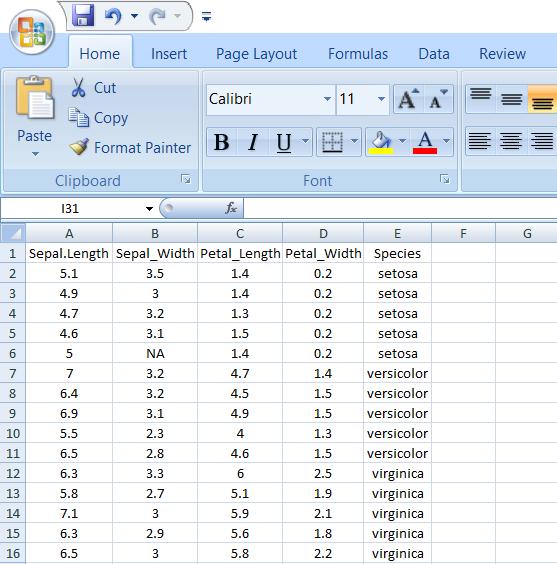 Home Insert Page Layout Formulas Data Review
Paste
Cut
Copy
Format Painter
Clipboard
Calibri 11
A A
B I U A
Font
I31 fx
A B C D E F G
1 Sepal.Length Sepal_Width Petal_Length Petal_Width Species
2 5.1 3.5 1.4 0.2 setosa
3 4.9 3 1.4 0.2 setosa
4 4.7 3.2 1.3 0.2 setosa
5 4.6 3.1 1.5 0.2 setosa
6 5 NA 1.4 0.2 setosa
7 7 3.2 4.7 1.4 versicolor
8 6.4 3.2 4.5 1.5 versicolor
9 6.9 3.1 4.9 1.5 versicolor
10 5.5 2.3 4 1.3 versicolor
11 6.5 2.8 4.6 1.5 versicolor
12 6.3 3.3 6 2.5 virginica
13 5.8 2.7 5.1 1.9 virginica
14 7.1 3 5.9 2.1 virginica
15 6.3 2.9 5.6 1.8 virginica
16 6.5 3 5.8 2.2 virginica